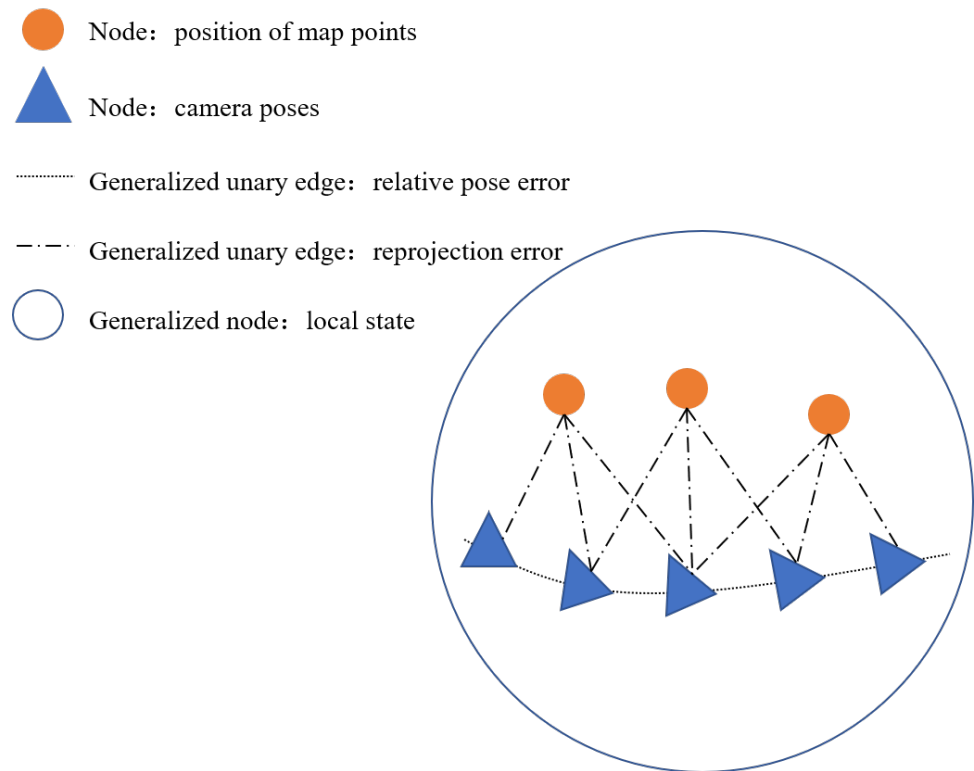 Node：position of map points
Node：camera poses
Generalized unary edge：relative pose error
Generalized unary edge：reprojection error
Generalized node：local state